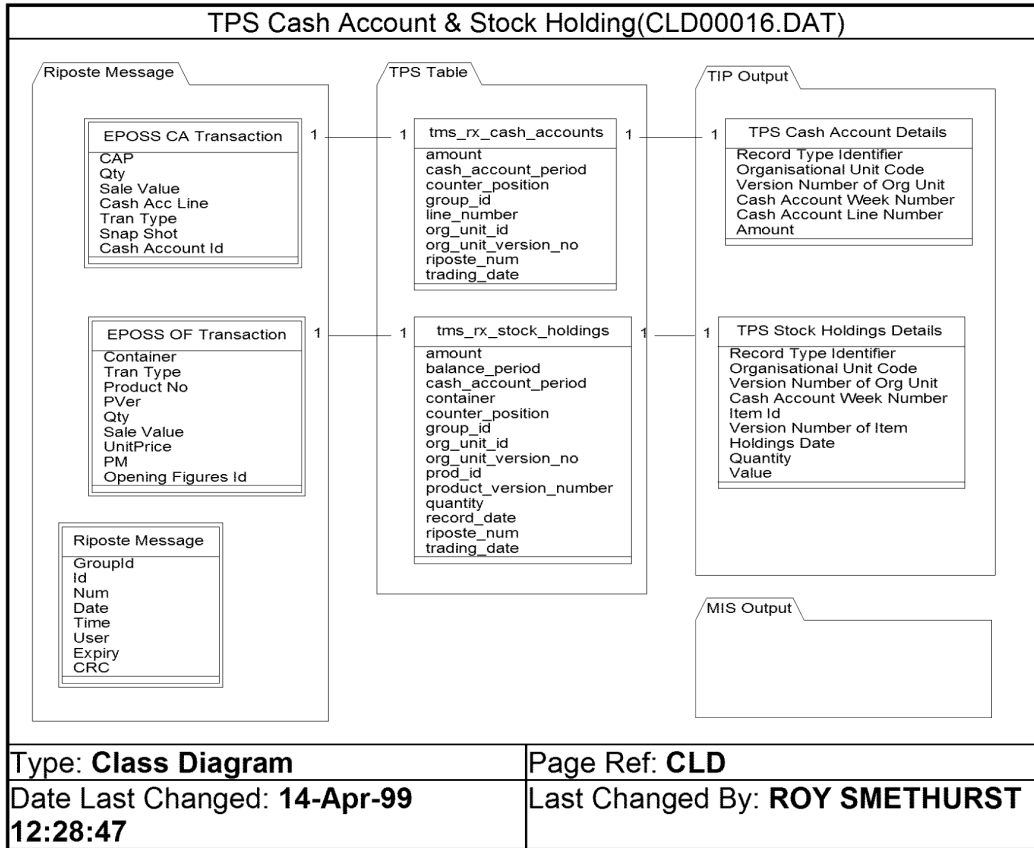 TPS Cash Account & Stock Holding(CLD00016.DAT)
Riposte Message
EPOSS CA Transaction
CAP
Qty
Sale Value
Cash Acc Line
Tran Type
Snap Shot
Cash Account Id
1
EPOSS OF Transaction
Container
Tran Type
Product No
PVer
Qty
Sale Value
UnitPrice
PM
Opening Figures Id
1
Riposte Message
GroupId
Id
Num
Date
Time
User
Expiry
CRC
TPS Table
1
tms_rx_cash_accounts
amount
cash_account_period
counter_position
group_id
line_number
org_unit_id
org_unit_version_no
riposte_num
trading_date
1
1
tms_rx_stock_holdings
amount
balance_period
cash_account_period
container
counter_position
group_id
org_unit_id
org_unit_version_no
prod_id
product_version_number
quantity
record_date
riposte_num
trading_date
1
TIP Output
1
TPS Cash Account Details
Record Type Identifier
Organisational Unit Code
Version Number of Org Unit
Cash Account Week Number
Cash Account Line Number
Amount
1
TPS Stock Holdings Details
Record Type Identifier
Organisational Unit Code
Version Number of Org Unit
Cash Account Week Number
Item Id
Version Number of Item
Holdings Date
Quantity
Value
MIS Output
Type: Class Diagram
Page Ref: CLD
Date Last Changed: 14-Apr-99
12:28:47
Last Changed By: ROY SMETHURST